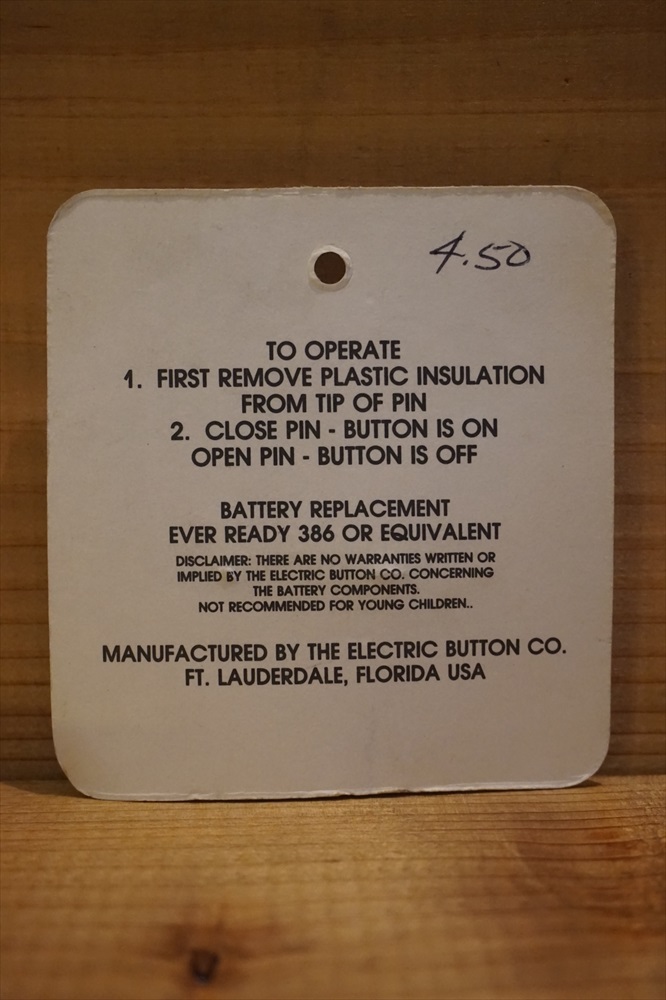 4.50
TO OPERATE
1. FIRST REMOVE PLASTIC INSULATION
FROM TIP OF PIN
2. CLOSE PIN - BUTTON IS ON
OPEN PIN - BUTTON IS OFF
BATTERY REPLACEMENT
EVER READY 386 OR EQUIVALENT
DISCLAIMER: THERE ARE NO WARRANTIES WRITTEN OR
IMPLIED BY THE ELECTRIC BUTTON CO. CONCERNING
THE BATTERY COMPONENTS.
NOT RECOMMENDED FOR YOUNG CHILDREN..
MANUFACTURED BY THE ELECTRIC BUTTON CO.
FT. LAUDERDALE, FLORIDA USA